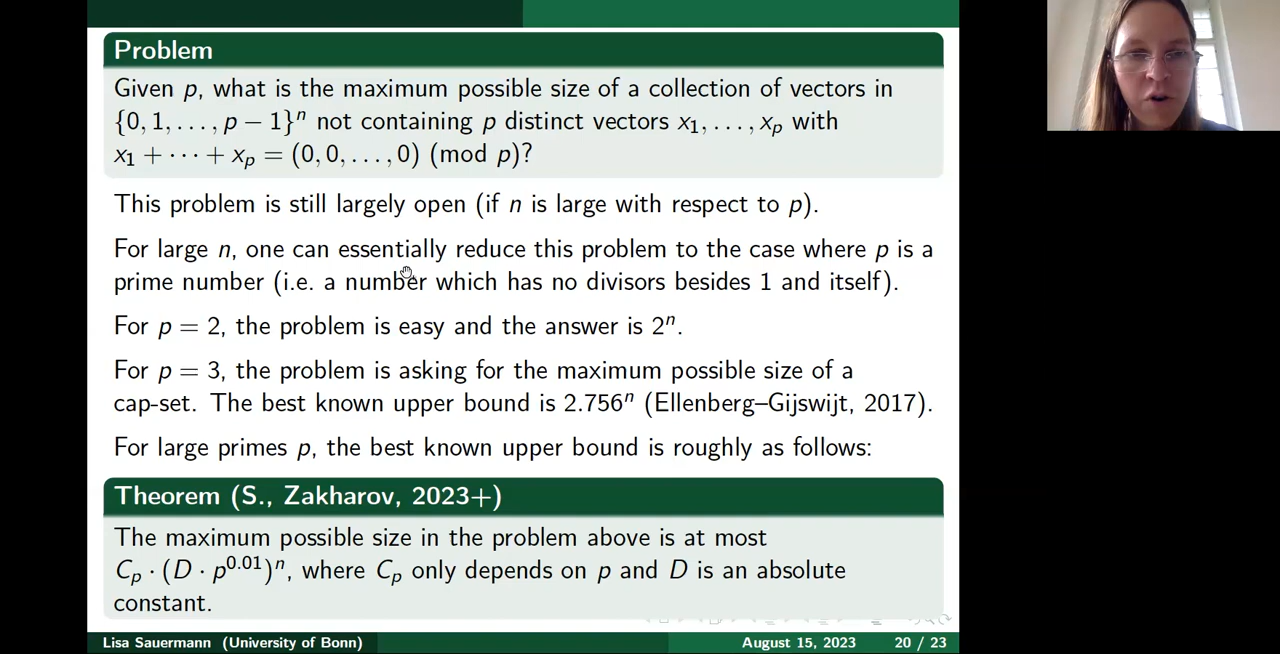 Problem
Given p, what is the maximum possible size of a collection of vectors in
{0, 1, . . . , p − 1}ⁿ not containing p distinct vectors x₁, . . . , xₚ with
x₁ + · · · + xₚ = (0, 0, . . . , 0) (mod p)?
This problem is still largely open (if n is large with respect to p).
For large n, one can essentially reduce this problem to the case where p is a
prime number (i.e. a number which has no divisors besides 1 and itself).
For p = 2, the problem is easy and the answer is 2ⁿ.
For p = 3, the problem is asking for the maximum possible size of a
cap-set. The best known upper bound is 2.756ⁿ (Ellenberg–Gijswijt, 2017).
For large primes p, the best known upper bound is roughly as follows:
Theorem (S., Zakharov, 2023+)
The maximum possible size in the problem above is at most
Cₚ · (D · p^0.01)ⁿ, where Cₚ only depends on p and D is an absolute
constant.
Lisa Sauermann (University of Bonn) August 15, 2023 20 / 23